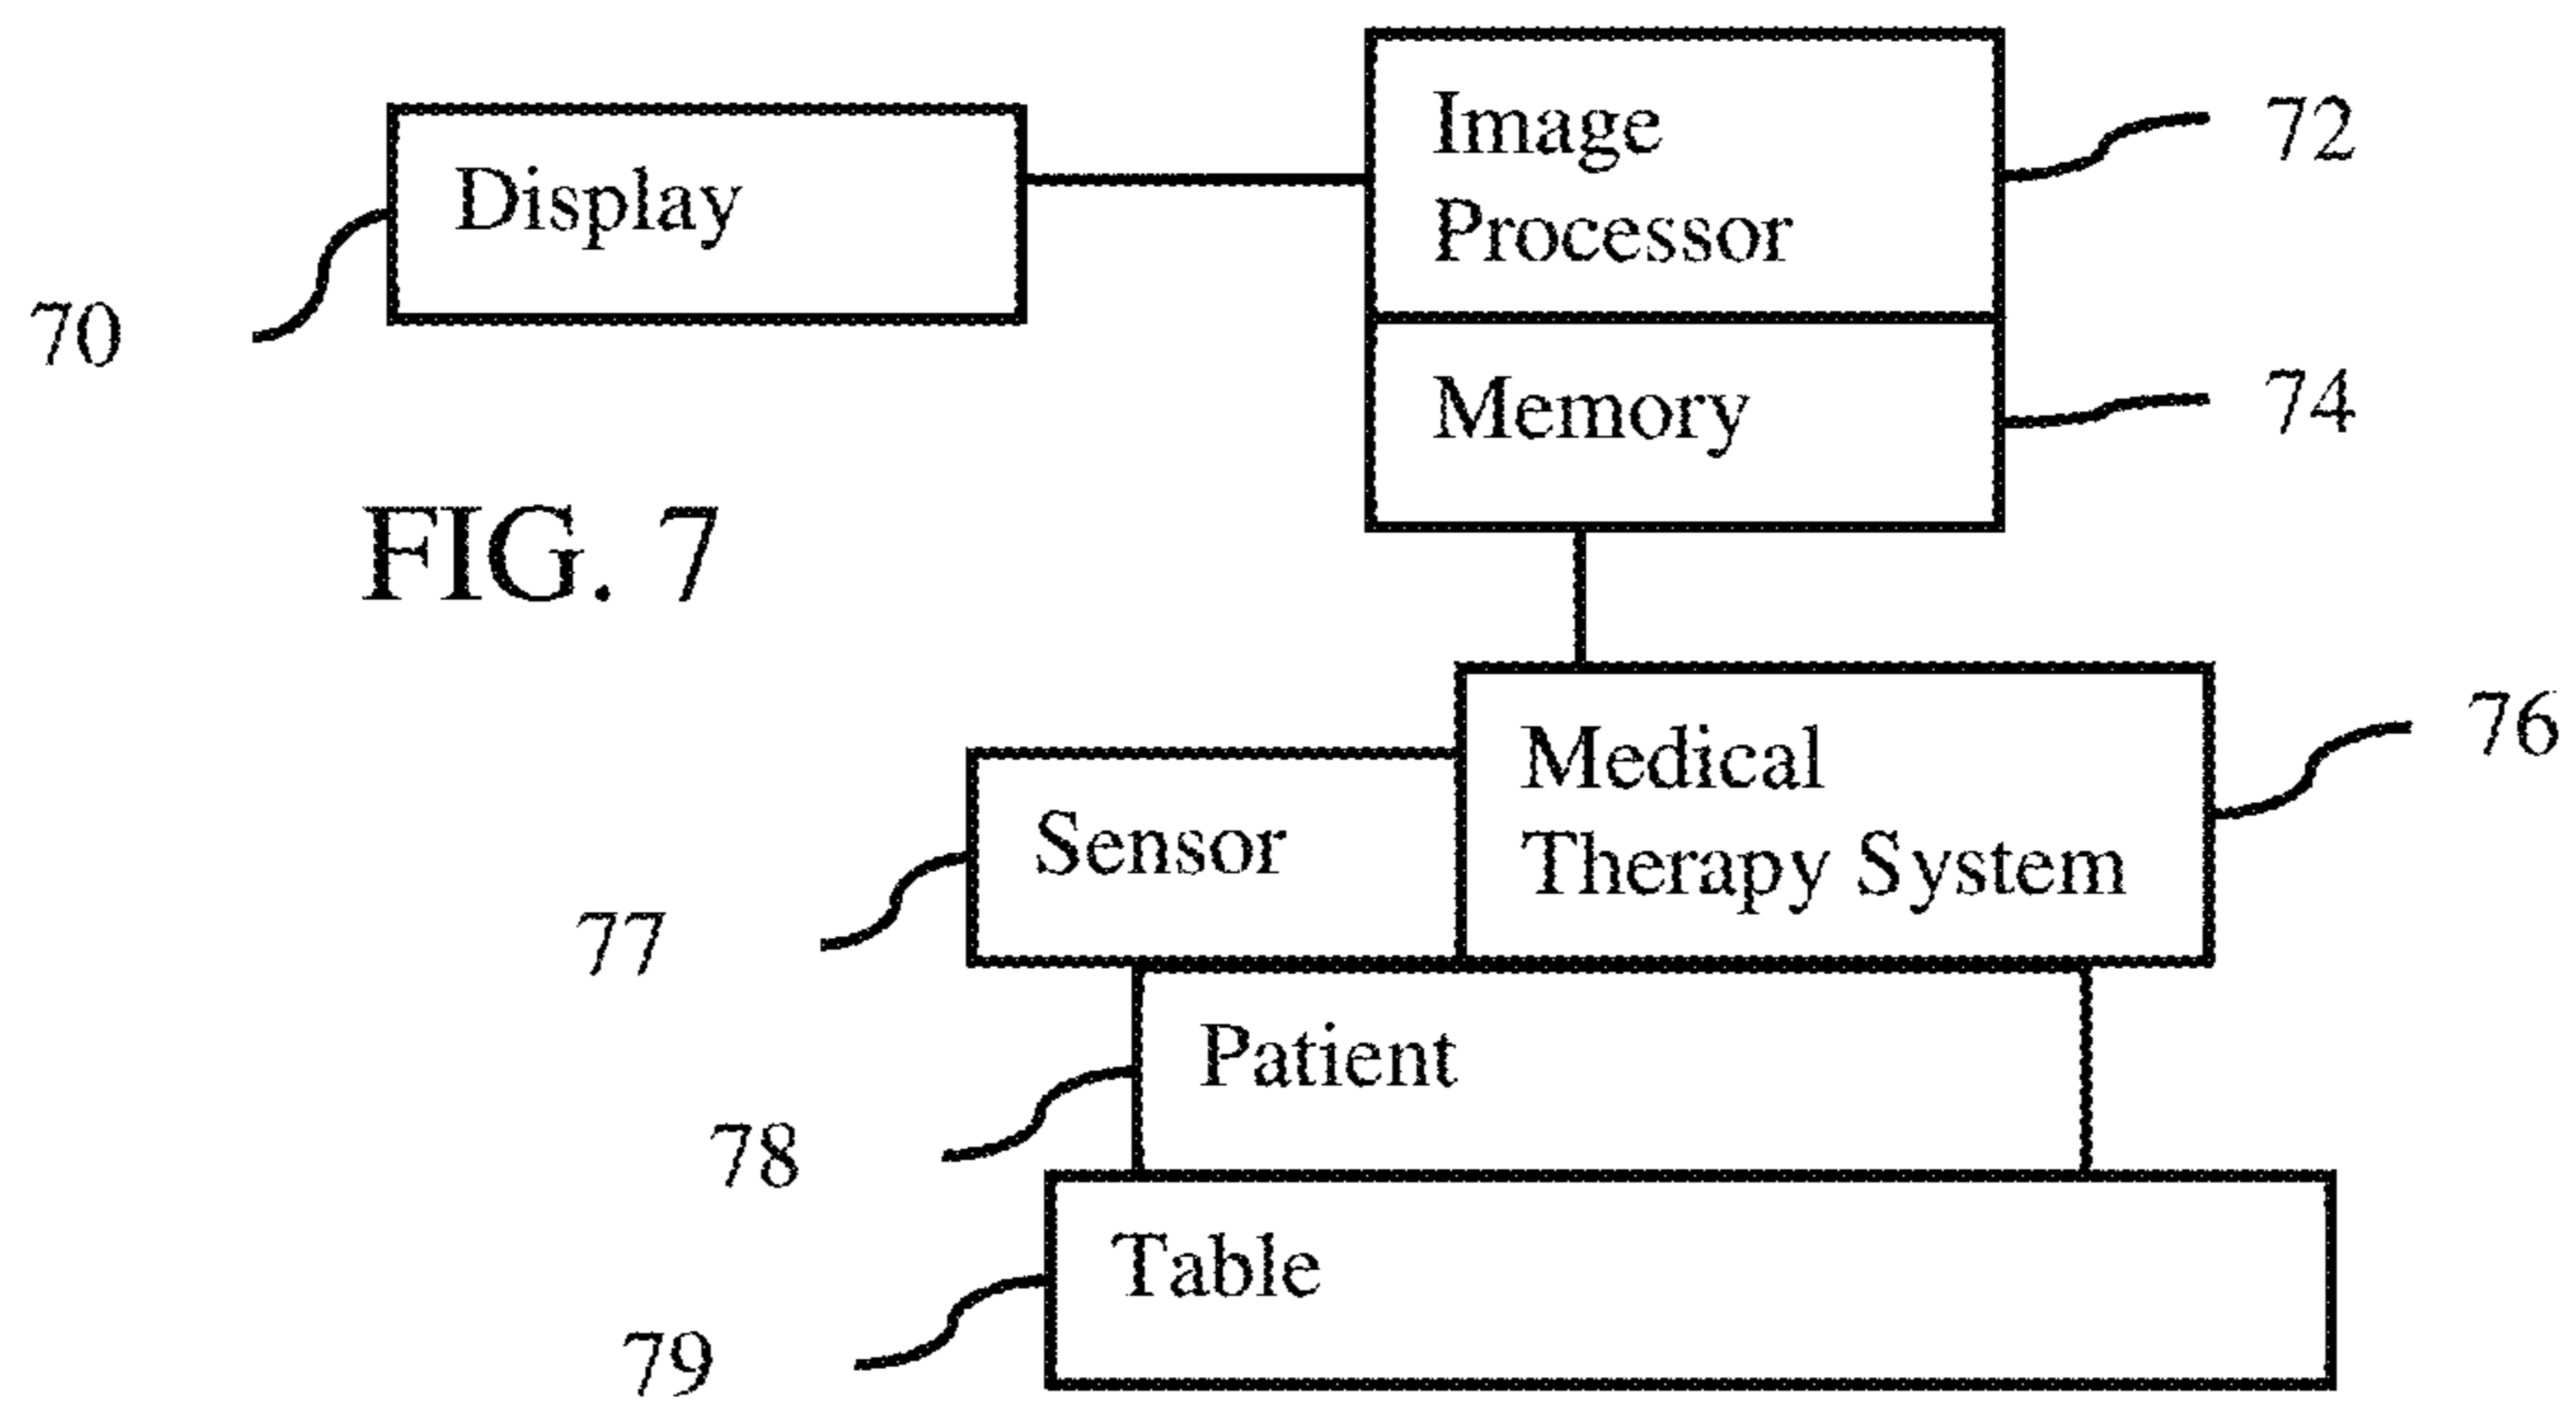 Display
Image
Processor
72
70
Memory
74
FIG. 7
Medical
Therapy System
76
Sensor
77
Patient
78
Table
79